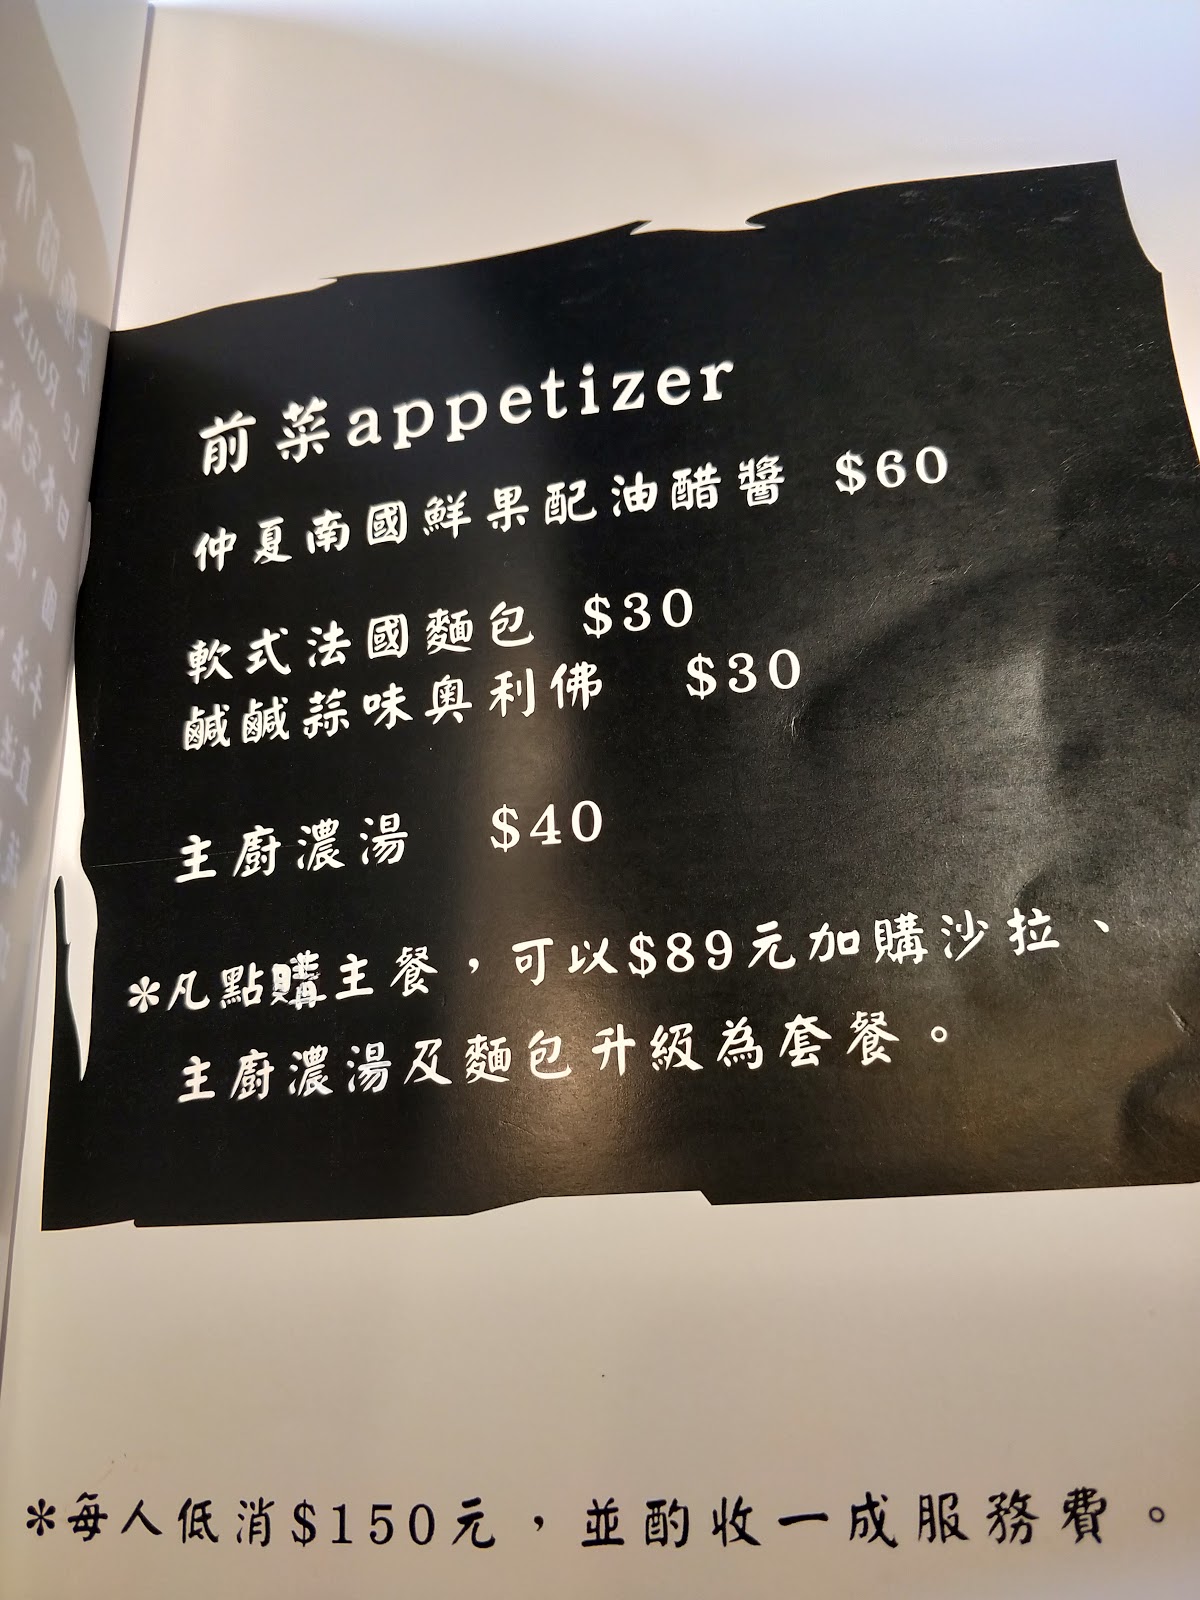 前菜appetizer
仲夏南國鮮果配油醋醬 $60
軟式法國麵包 $30
鹹鹹蒜味奧利佛 $30
主廚濃湯 $40
*凡點購主餐，可以$89元加購沙拉、
主廚濃湯及麵包升級為套餐。
*每人低消$150元，並酌收一成服務費。